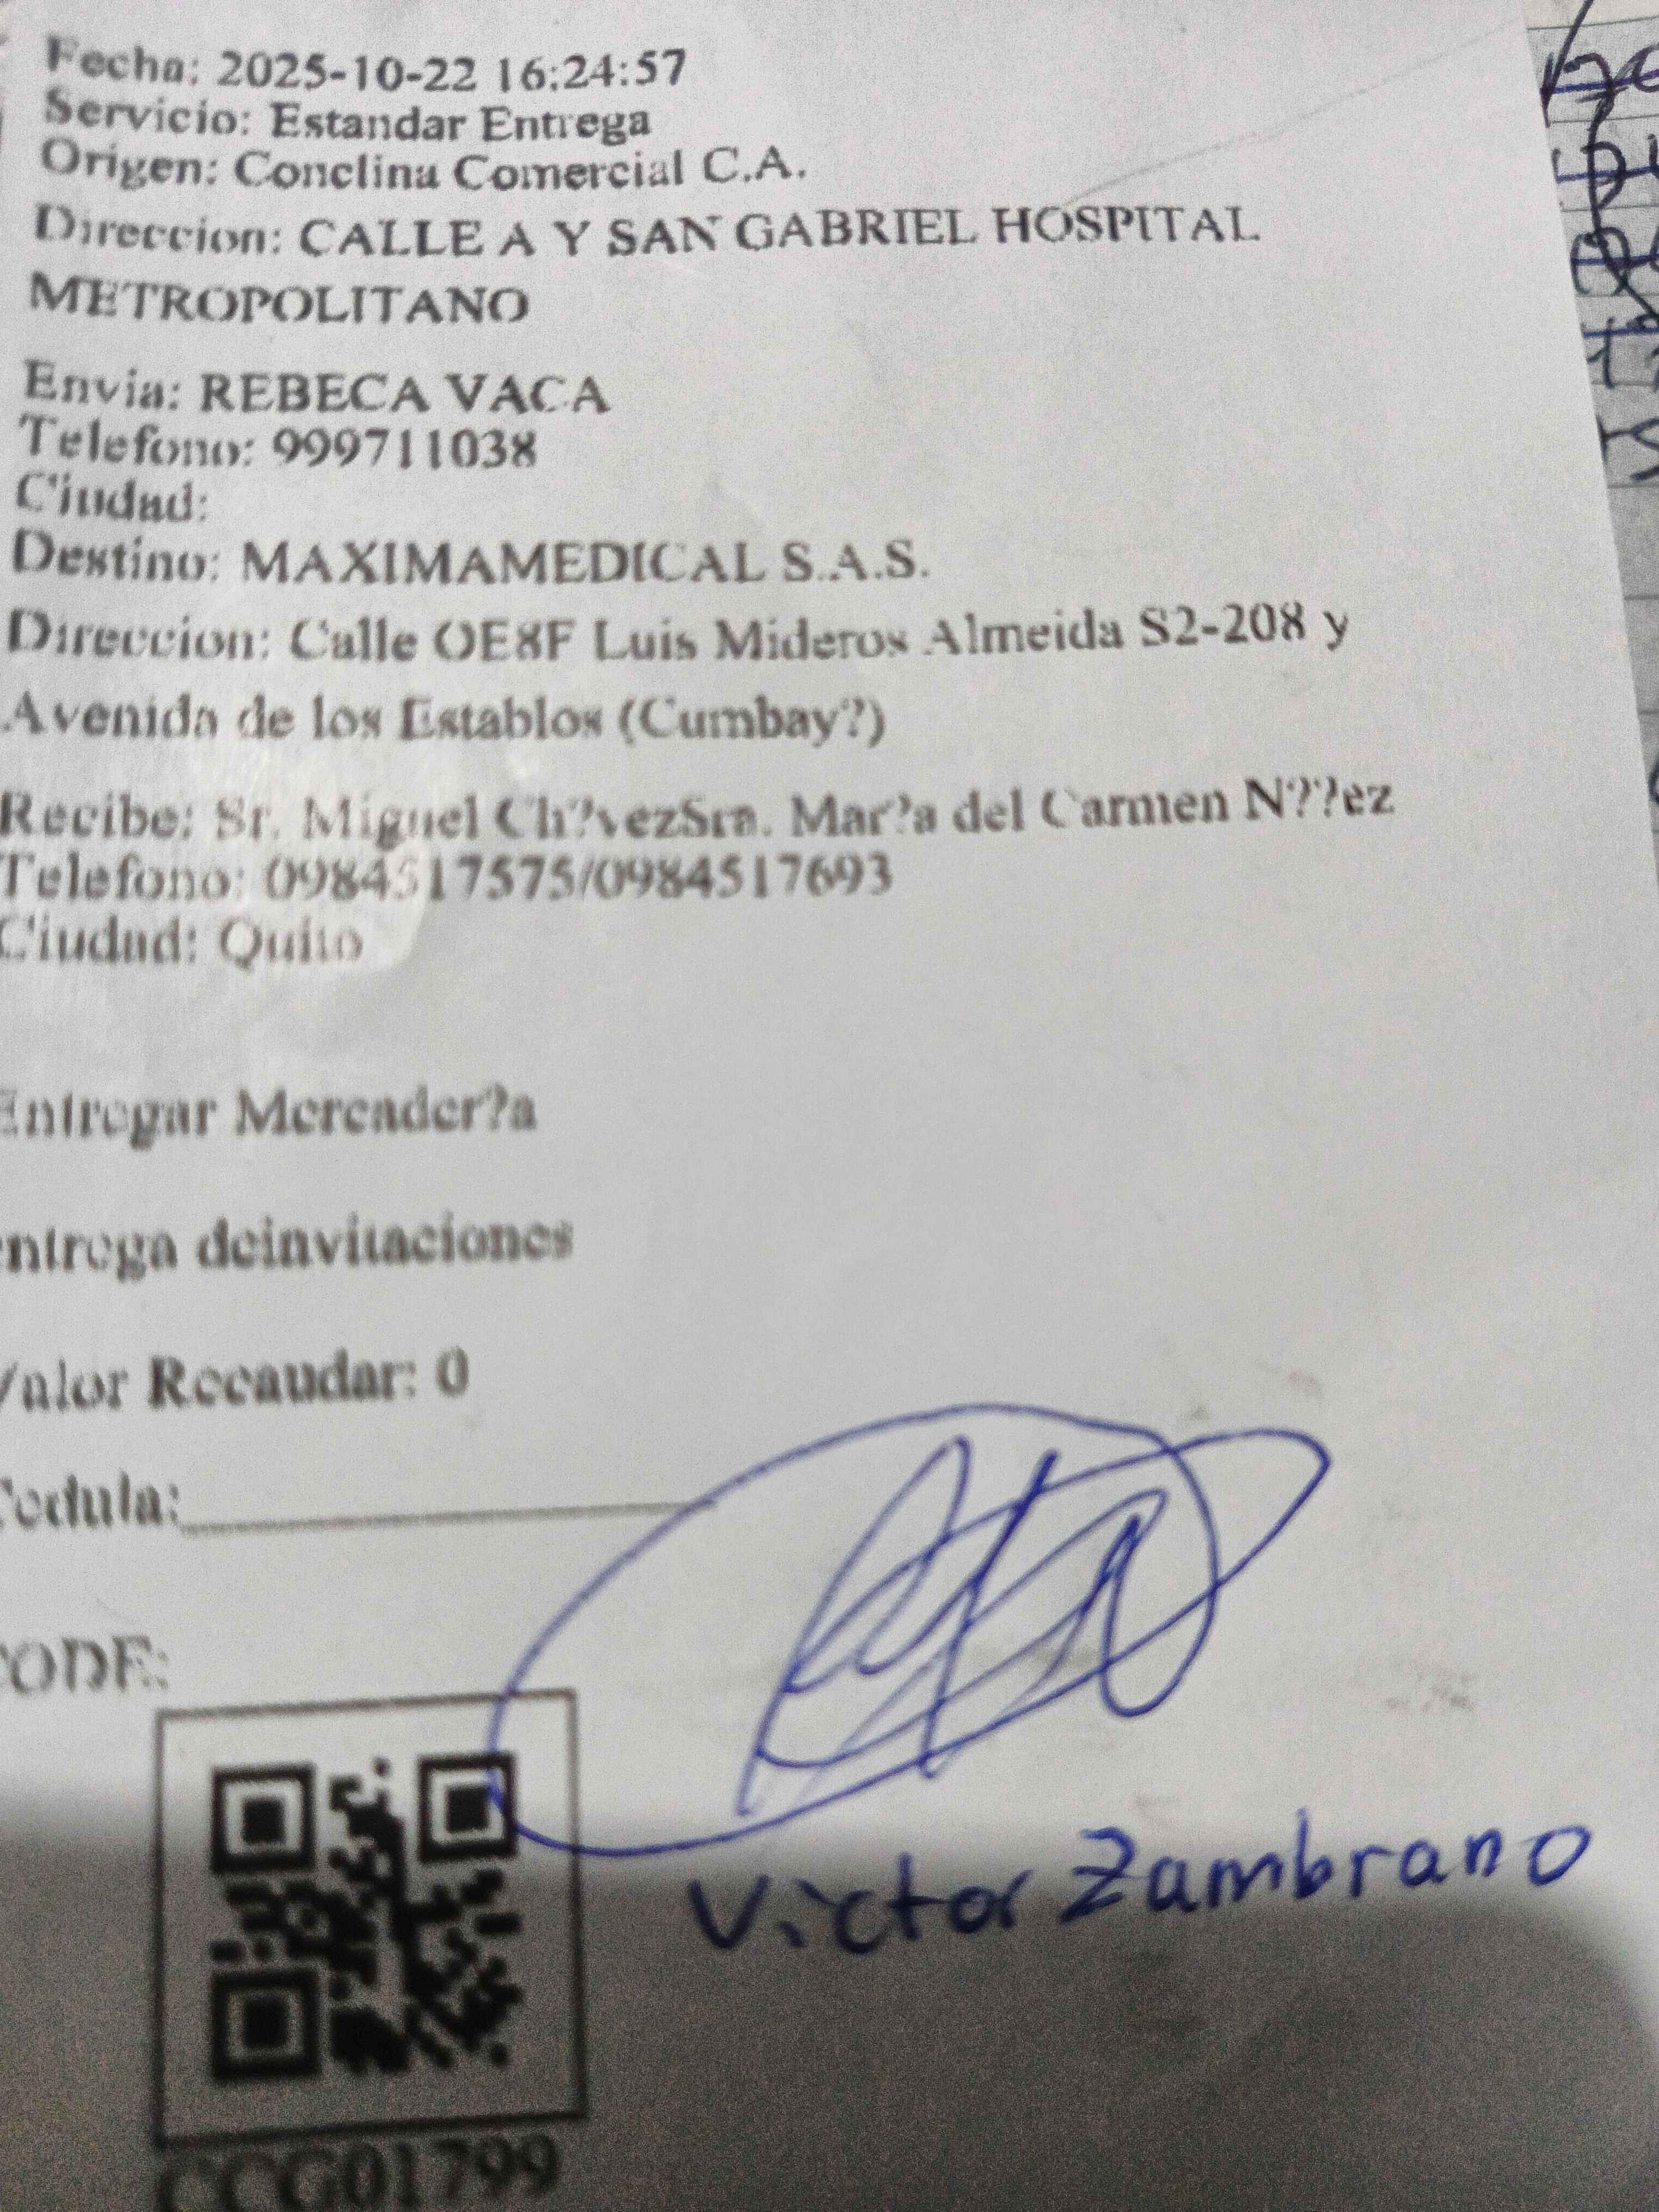 Fecha: 2025-10-22 16:24:57
Servicio: Estandar Entrega
Origen: Conclina Comercial C.A.
Direccion: CALLE A Y SAN GABRIEL HOSPITAL
METROPOLITANO
Envia: REBECA VACA
Telefono: 999711038
Ciudad:
Destino: MAXIMAMEDICAL S.A.S.
Direccion: Calle OE8F Luis Mideros Almeida S2-208 y
Avenida de los Establos (Cumbay?)
Recibe: Sr. Miguel Ch?vezSra. Mar?a del Carmen N??ez
Telefono: 0984517575/0984517693
Ciudad: Quito
Entregar Mercader?a
entrega deinvitaciones
Valor Recaudar: 0
Cedula:
CODE:
Victor Zambrano
CCG01799